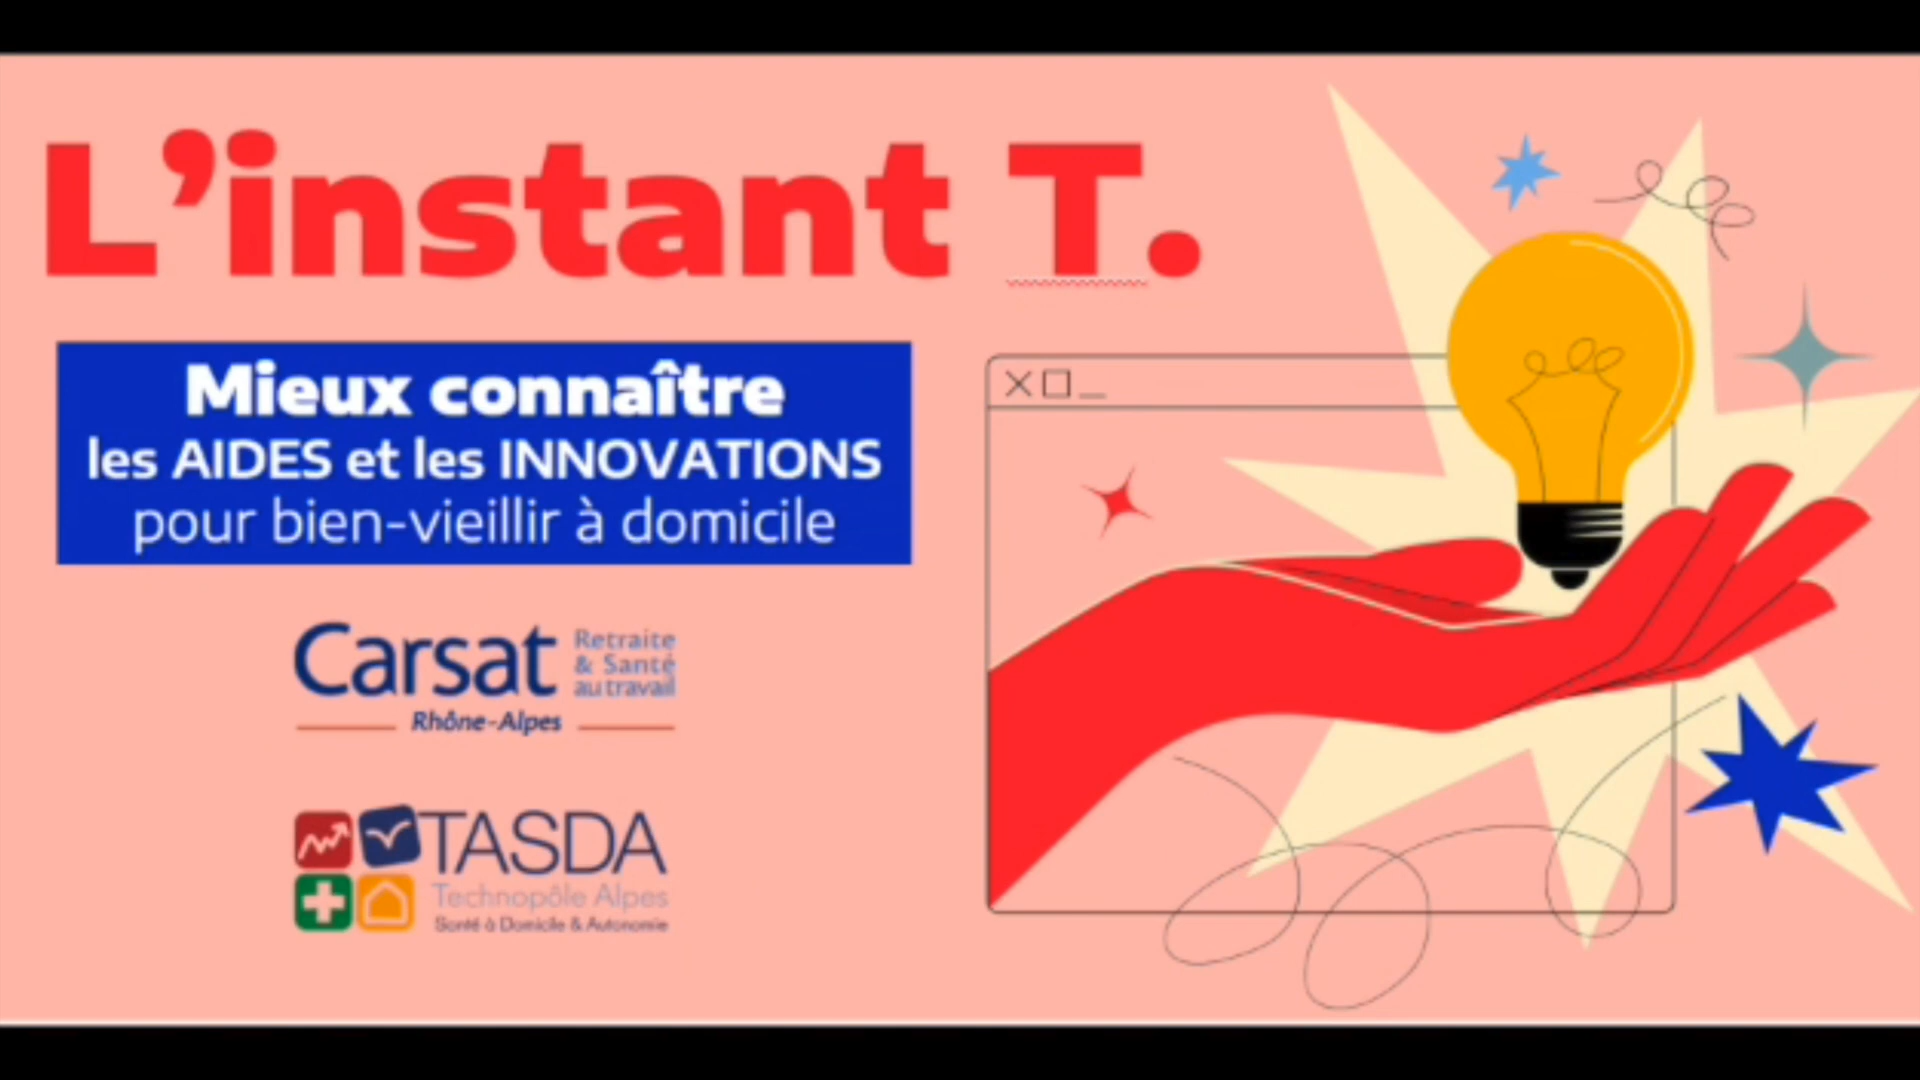 L’instant T.
Mieux connaître
les AIDES et les INNOVATIONS
pour bien-vieillir à domicile
Carsat
Retraite
& Santé
au travail
Rhône-Alpes
TASDA
Technopôle Alpes
Santé à Domicile & Autonomie